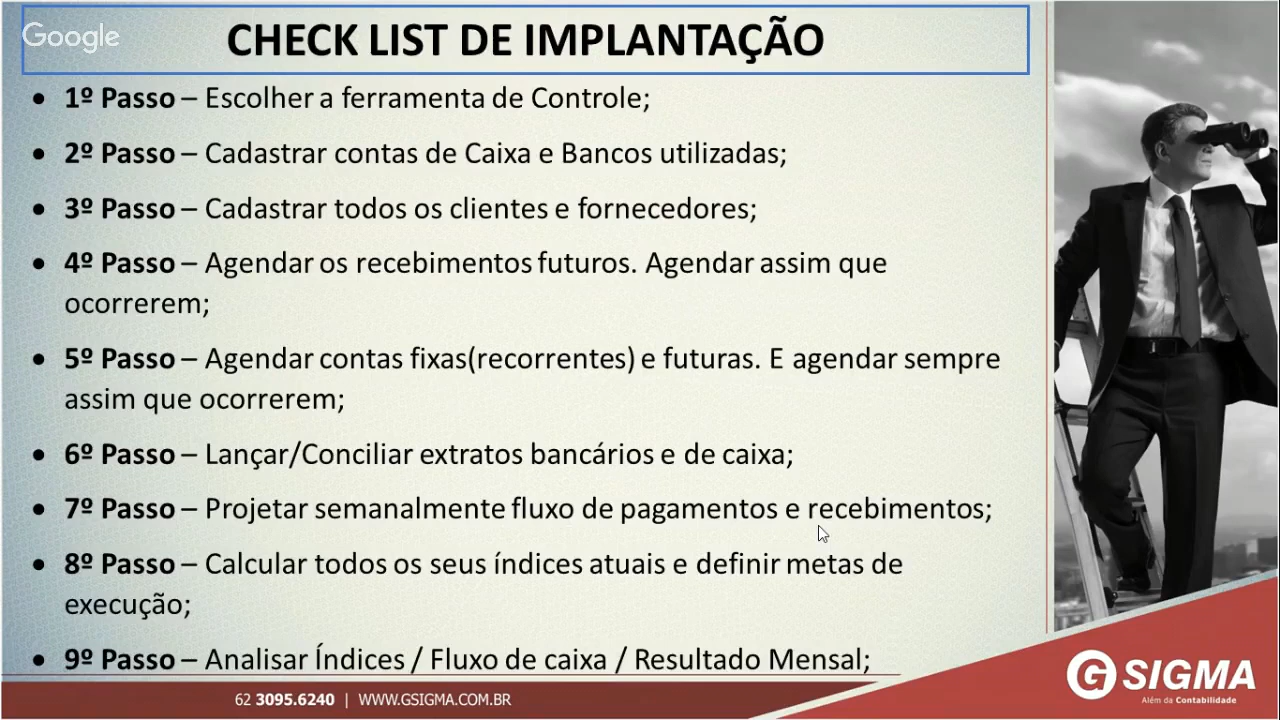 Google
CHECK LIST DE IMPLANTAÇÃO
• 1º Passo – Escolher a ferramenta de Controle;
• 2º Passo – Cadastrar contas de Caixa e Bancos utilizadas;
• 3º Passo – Cadastrar todos os clientes e fornecedores;
• 4º Passo – Agendar os recebimentos futuros. Agendar assim que
ocorrerem;
• 5º Passo – Agendar contas fixas(recorrentes) e futuras. E agendar sempre
assim que ocorrerem;
• 6º Passo – Lançar/Conciliar extratos bancários e de caixa;
• 7º Passo – Projetar semanalmente fluxo de pagamentos e recebimentos;
• 8º Passo – Calcular todos os seus índices atuais e definir metas de
execução;
• 9º Passo – Analisar Índices / Fluxo de caixa / Resultado Mensal;
62 3095.6240 | WWW.GSIGMA.COM.BR
G SIGMA
Além da Contabilidade